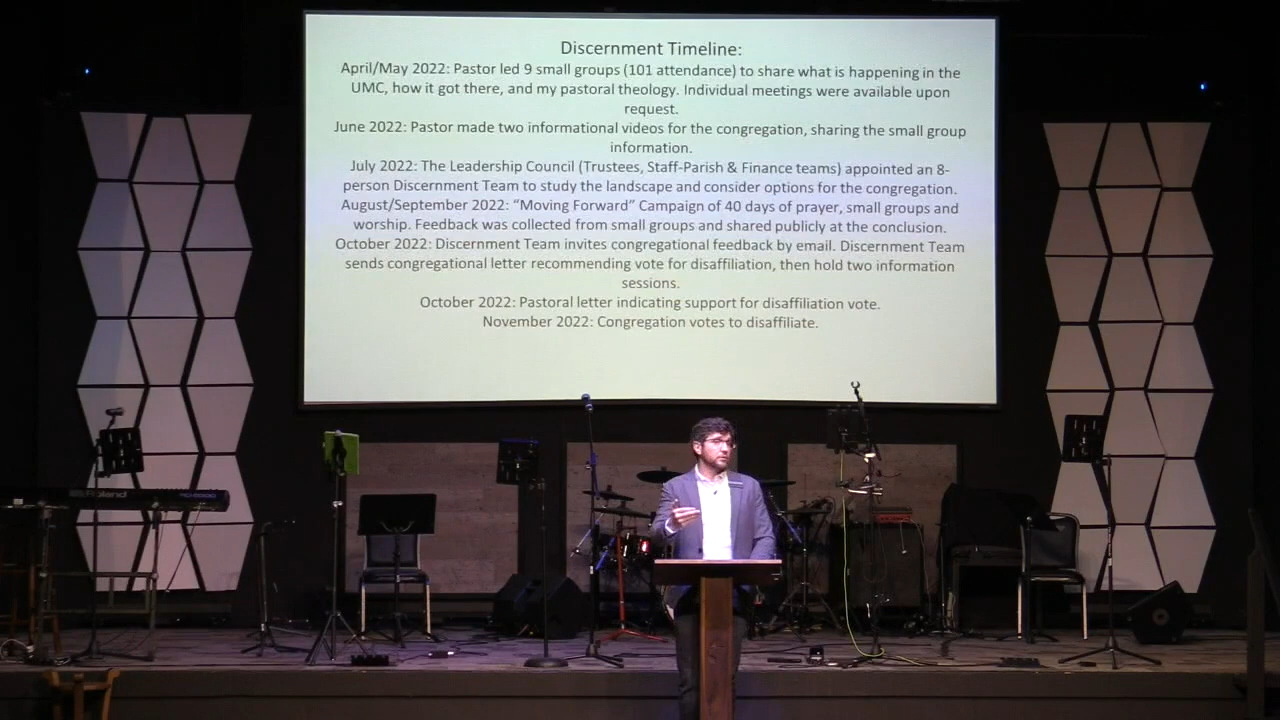 Discernment Timeline:
April/May 2022: Pastor led 9 small groups (101 attendance) to share what is happening in the
UMC, how it got there, and my pastoral theology. Individual meetings were available upon
request.
June 2022: Pastor made two informational videos for the congregation, sharing the small group
information.
July 2022: The Leadership Council (Trustees, Staff-Parish & Finance teams) appointed an 8-
person Discernment Team to study the landscape and consider options for the congregation.
August/September 2022: “Moving Forward” Campaign of 40 days of prayer, small groups and
worship. Feedback was collected from small groups and shared publicly at the conclusion.
October 2022: Discernment Team invites congregational feedback by email. Discernment Team
sends congregational letter recommending vote for disaffiliation, then hold two information
sessions.
October 2022: Pastoral letter indicating support for disaffiliation vote.
November 2022: Congregation votes to disaffiliate.
Roland